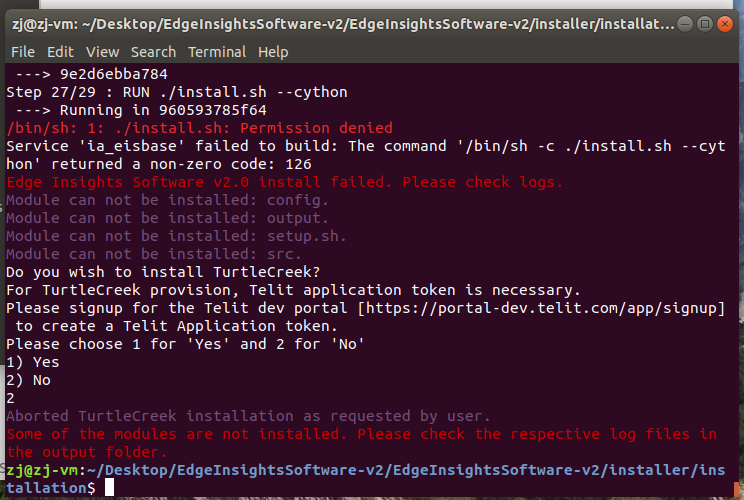 zj@zj-vm: ~/Desktop/EdgeInsightsSoftware-v2/EdgeInsightsSoftware-v2/installer/installat...
File Edit View Search Terminal Help
---> 9e2d6ebba784
Step 27/29 : RUN ./install.sh --cython
---> Running in 960593785f64
/bin/sh: 1: ./install.sh: Permission denied
Service 'ia_eisbase' failed to build: The command '/bin/sh -c ./install.sh --cyt
hon' returned a non-zero code: 126
Edge Insights Software v2.0 install failed. Please check logs.
Module can not be installed: config.
Module can not be installed: output.
Module can not be installed: setup.sh.
Module can not be installed: src.
Do you wish to install TurtleCreek?
For TurtleCreek provision, Telit application token is necessary.
Please signup for the Telit dev portal [https://portal-dev.telit.com/app/signup]
to create a Telit Application token.
Please choose 1 for 'Yes' and 2 for 'No'
1) Yes
2) No
2
Aborted TurtleCreek installation as requested by user.
Some of the modules are not installed. Please check the respective log files in
the output folder.
zj@zj-vm:~/Desktop/EdgeInsightsSoftware-v2/EdgeInsightsSoftware-v2/installer/ins
tallation$